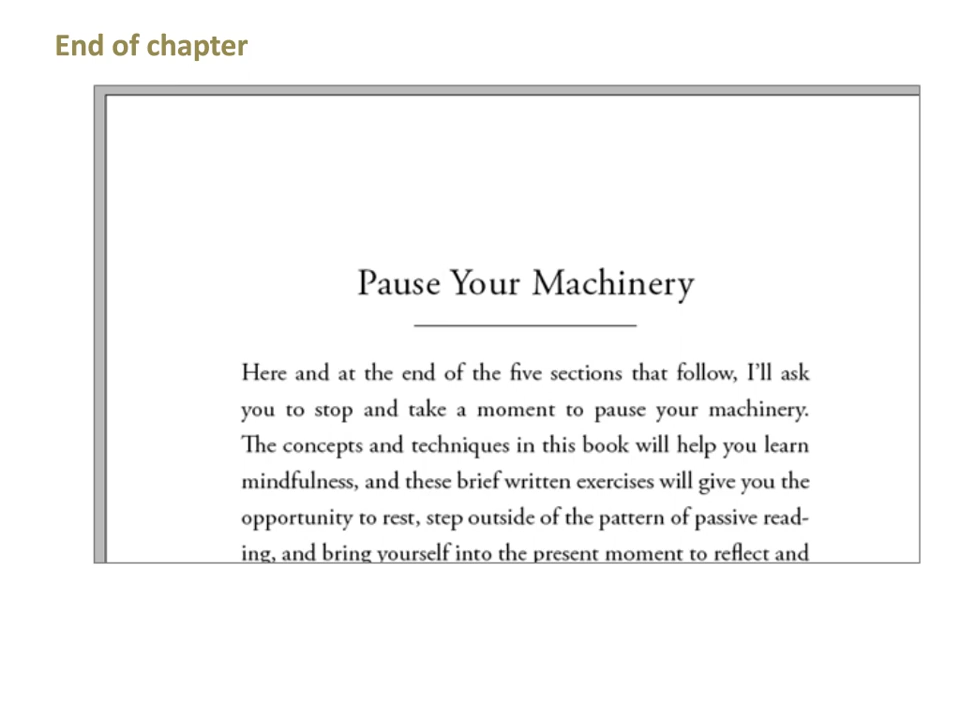 End of chapter
Pause Your Machinery
Here and at the end of the five sections that follow, I'll ask
you to stop and take a moment to pause your machinery.
The concepts and techniques in this book will help you learn
mindfulness, and these brief written exercises will give you the
opportunity to rest, step outside of the pattern of passive read-
ing, and bring yourself into the present moment to reflect and